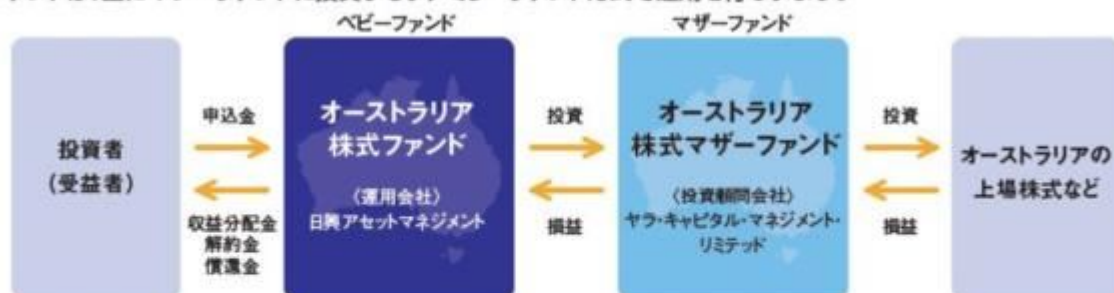 ベビーファンド
マザーファンド
投資者
(受益者)
申込金
収益分配金
解約金
償還金
オーストラリア
株式ファンド
〈運用会社〉
日興アセットマネジメント
投資
損益
オーストラリア
株式マザーファンド
〈投資顧問会社〉
ヤラ・キャピタル・マネジメント・
リミテッド
投資
損益
オーストラリアの
上場株式など